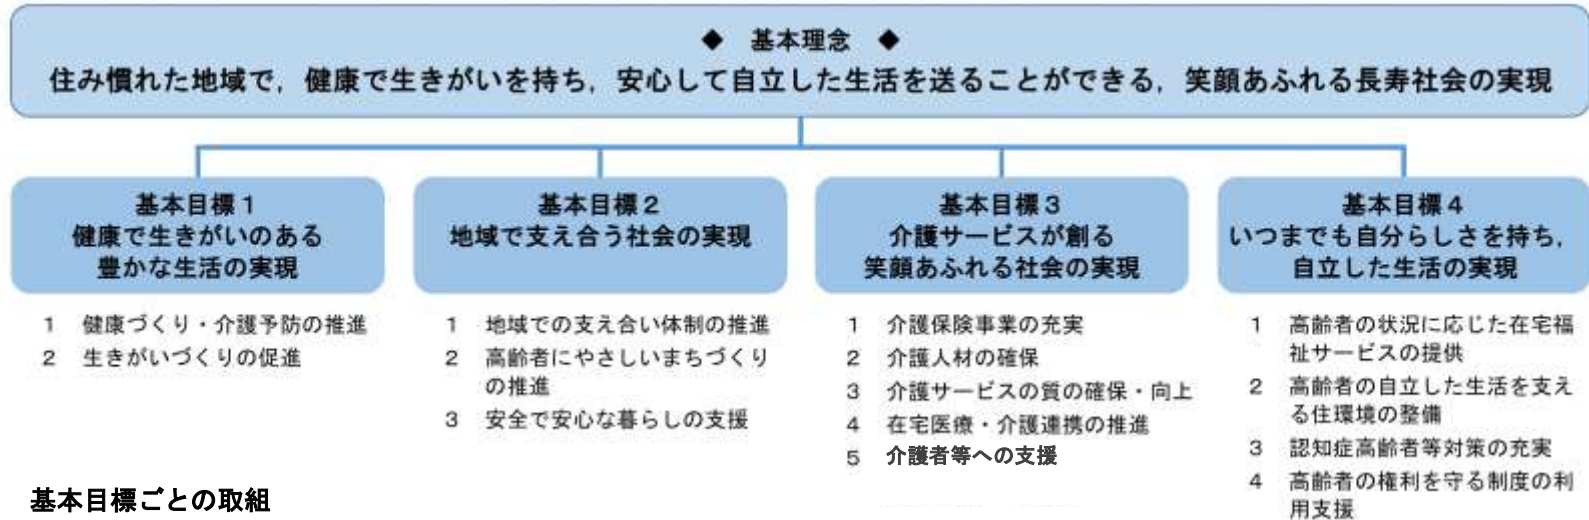 ◆ 基本理念 ◆
住み慣れた地域で，健康で生きがいを持ち，安心して自立した生活を送ることができる，笑顔あふれる長寿社会の実現
基本目標１
健康で生きがいのある
豊かな生活の実現
1 健康づくり・介護予防の推進
2 生きがいづくりの促進
基本目標２
地域で支え合う社会の実現
1 地域での支え合い体制の推進
2 高齢者にやさしいまちづくり
の推進
3 安全で安心な暮らしの支援
基本目標３
介護サービスが創る
笑顔あふれる社会の実現
1 介護保険事業の充実
2 介護人材の確保
3 介護サービスの質の確保・向上
4 在宅医療・介護連携の推進
5 介護者等への支援
基本目標４
いつまでも自分らしさを持ち，
自立した生活の実現
1 高齢者の状況に応じた在宅福
祉サービスの提供
2 高齢者の自立した生活を支え
る住環境の整備
3 認知症高齢者等対策の充実
4 高齢者の権利を守る制度の利
用支援
基本目標ごとの取組